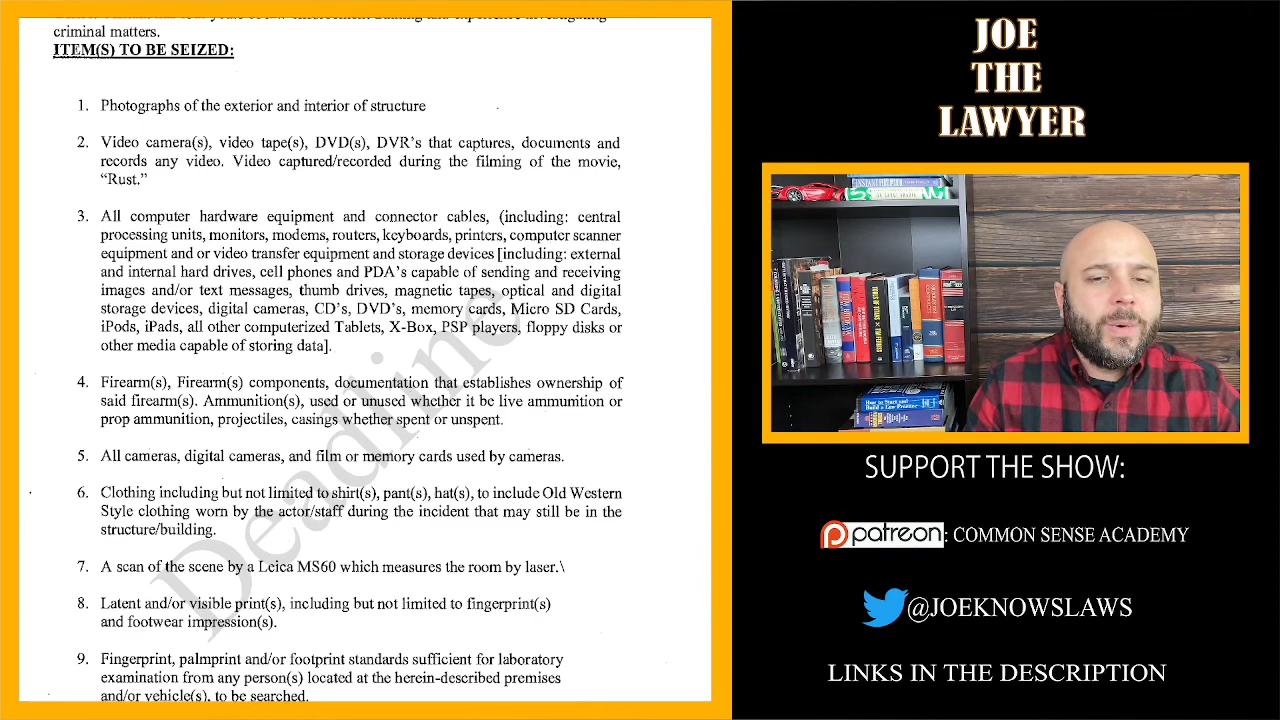 criminal matters.
ITEM(S) TO BE SEIZED:
1. Photographs of the exterior and interior of structure
2. Video camera(s), video tape(s), DVD(s), DVR's that captures, documents and
records any video. Video captured/recorded during the filming of the movie,
"Rust."
3. All computer hardware equipment and connector cables, (including: central
processing units, monitors, modems, routers, keyboards, printers, computer scanner
equipment and or video transfer equipment and storage devices [including: external
and internal hard drives, cell phones and PDA's capable of sending and receiving
images and/or text messages, thumb drives, magnetic tapes, optical and digital
storage devices, digital cameras, CD's, DVD's, memory cards, Micro SD Cards,
iPods, iPads, all other computerized Tablets, X-Box, PSP players, floppy disks or
other media capable of storing data].
4. Firearm(s), Firearm(s) components, documentation that establishes ownership of
said firearm(s). Ammunition(s), used or unused whether it be live ammunition or
prop ammunition, projectiles, casings whether spent or unspent.
5. All cameras, digital cameras, and film or memory cards used by cameras.
6. Clothing including but not limited to shirt(s), pant(s), hat(s), to include Old Western
Style clothing worn by the actor/staff during the incident that may still be in the
structure/building.
7. A scan of the scene by a Leica MS60 which measures the room by laser.\
8. Latent and/or visible print(s), including but not limited to fingerprint(s)
and footwear impression(s).
9. Fingerprint, palmprint and/or footprint standards sufficient for laboratory
examination from any person(s) located at the herein-described premises
and/or vehicle(s), to be searched.
Deadline
JOE
THE
LAWYER
How to Start and
Build a Law Practice
SUPPORT THE SHOW:
patreon: COMMON SENSE ACADEMY
@JOEKNOWSLAWS
LINKS IN THE DESCRIPTION